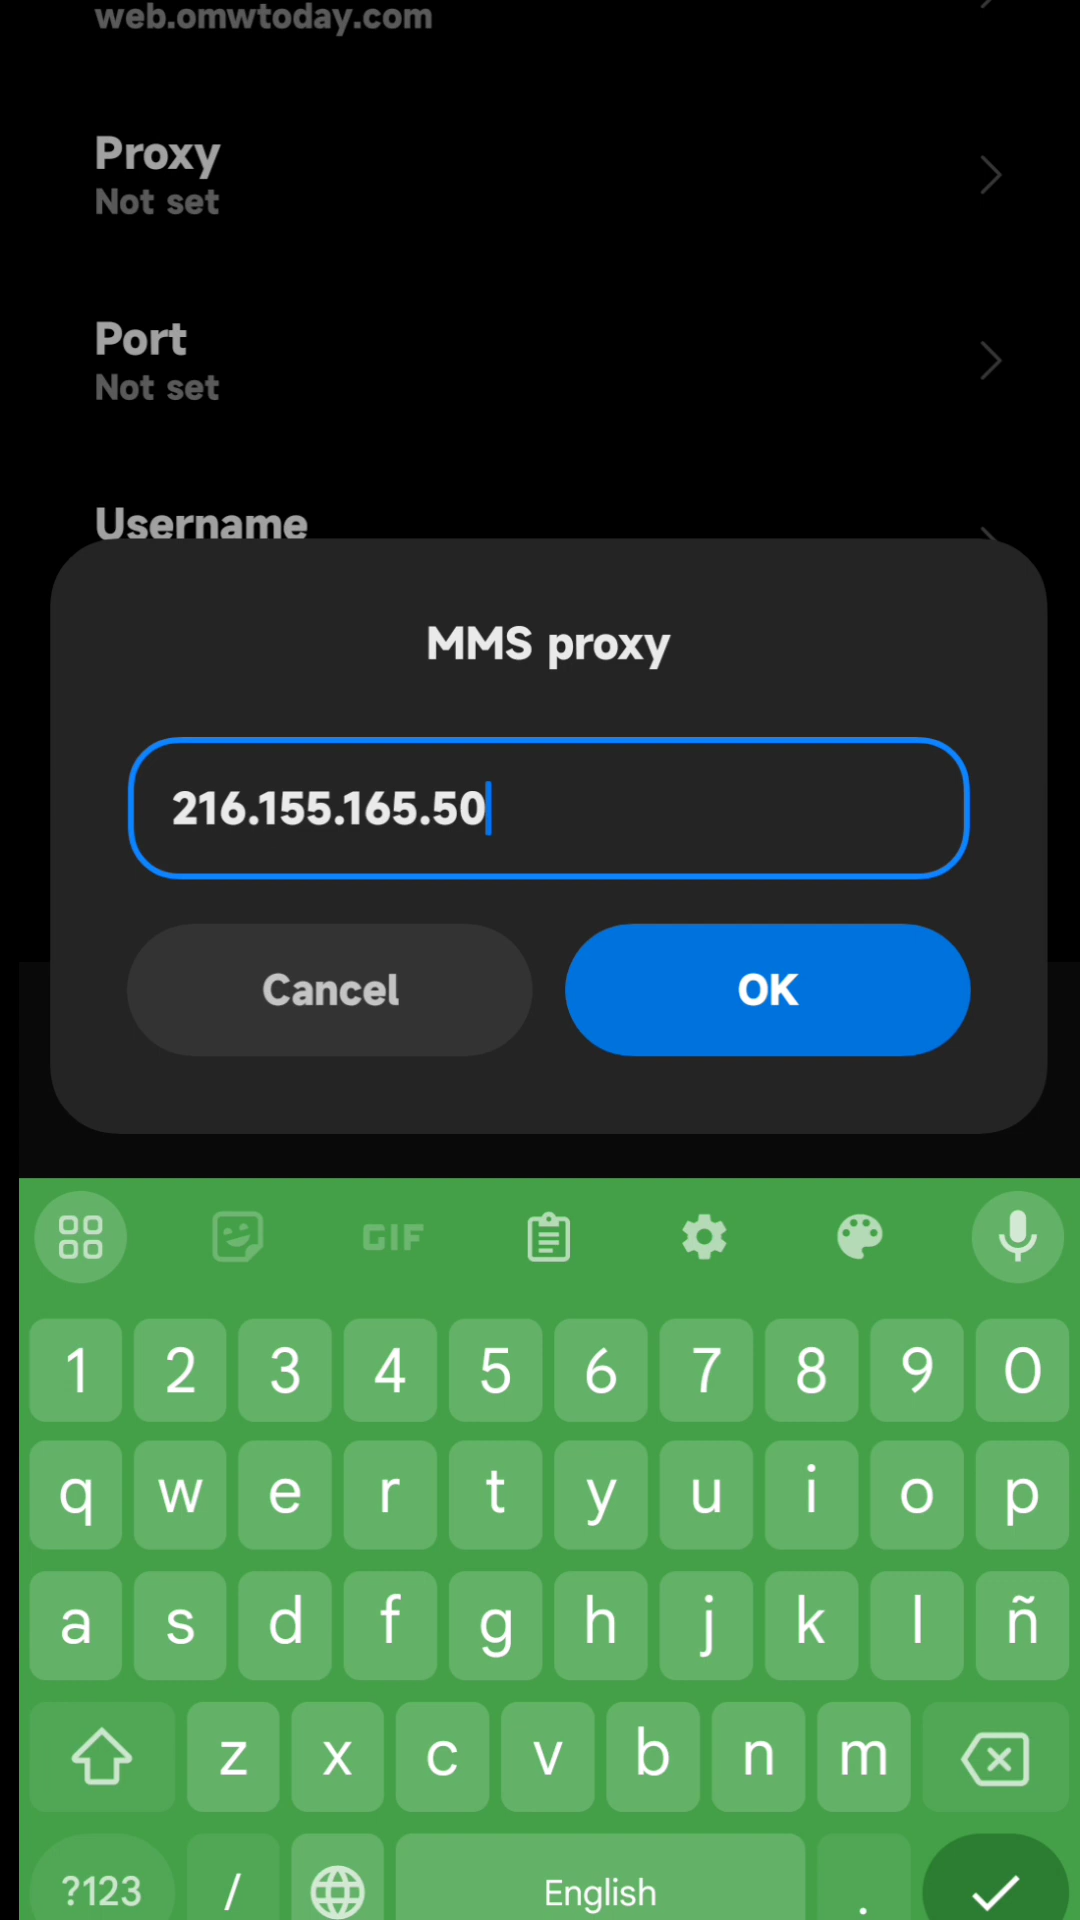 web.omwtoday.com
Proxy
Not set
Port
Not set
Username
MMS proxy
216.155.165.50
Cancel
OK
GIF
1 2 3 4 5 6 7 8 9 0
q w e r t y u i o p
a s d f g h j k l ñ
z x c v b n m
?123 / English .